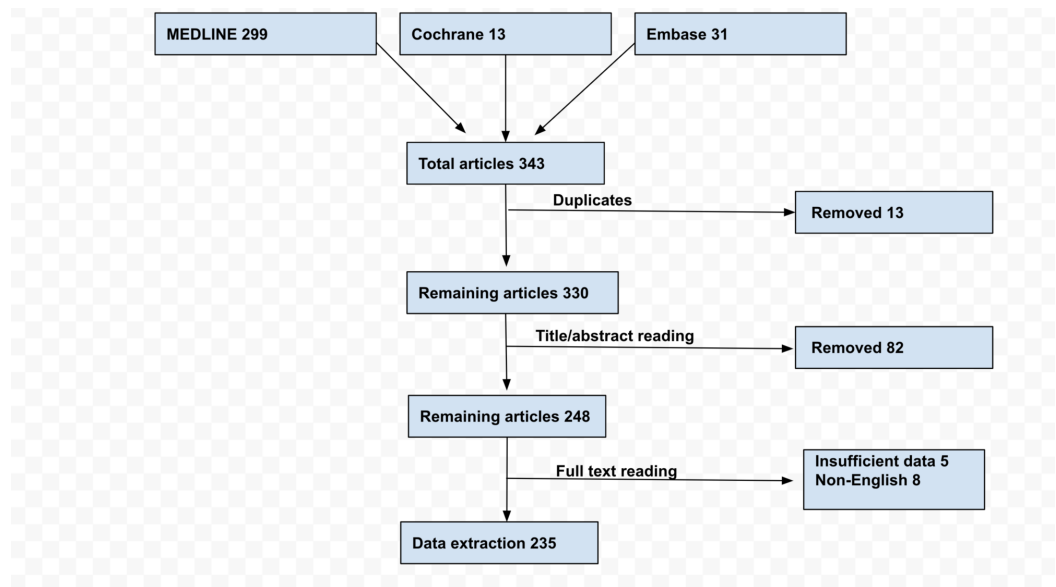 MEDLINE 299
Cochrane 13
Embase 31
Total articles 343
Duplicates
Removed 13
Remaining articles 330
Title/abstract reading
Removed 82
Remaining articles 248
Full text reading
Insufficient data 5
Non-English 8
Data extraction 235